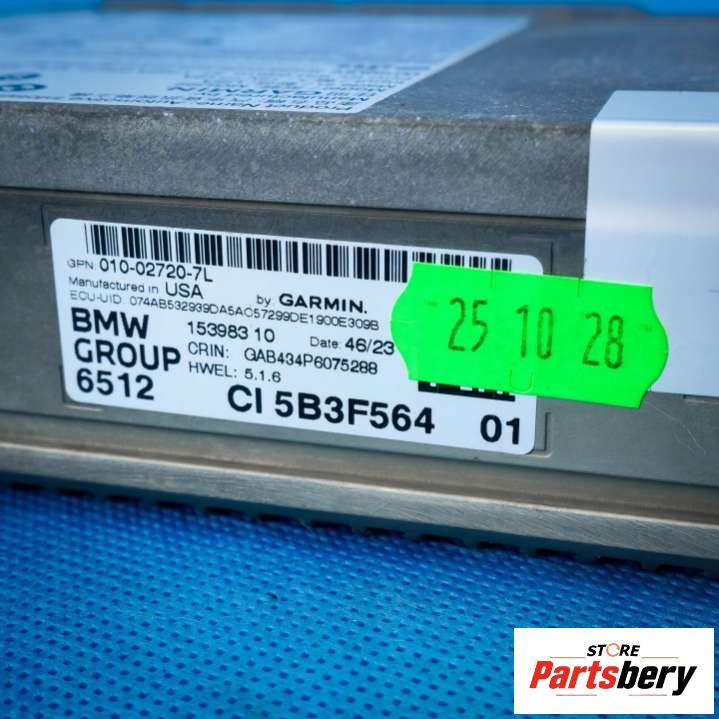 GPN 010-02720-7L
Manufactured in USA by GARMIN.
ECU-UID 074AB532939DA5AC57299DE1900E309B
BMW GROUP
153983 10 Date: 46/23
CRIN: GAB434P6075288
HWEL: 5.1.6
6512 CI 5B3F564 01
25 10 28
STORE
Partsbery